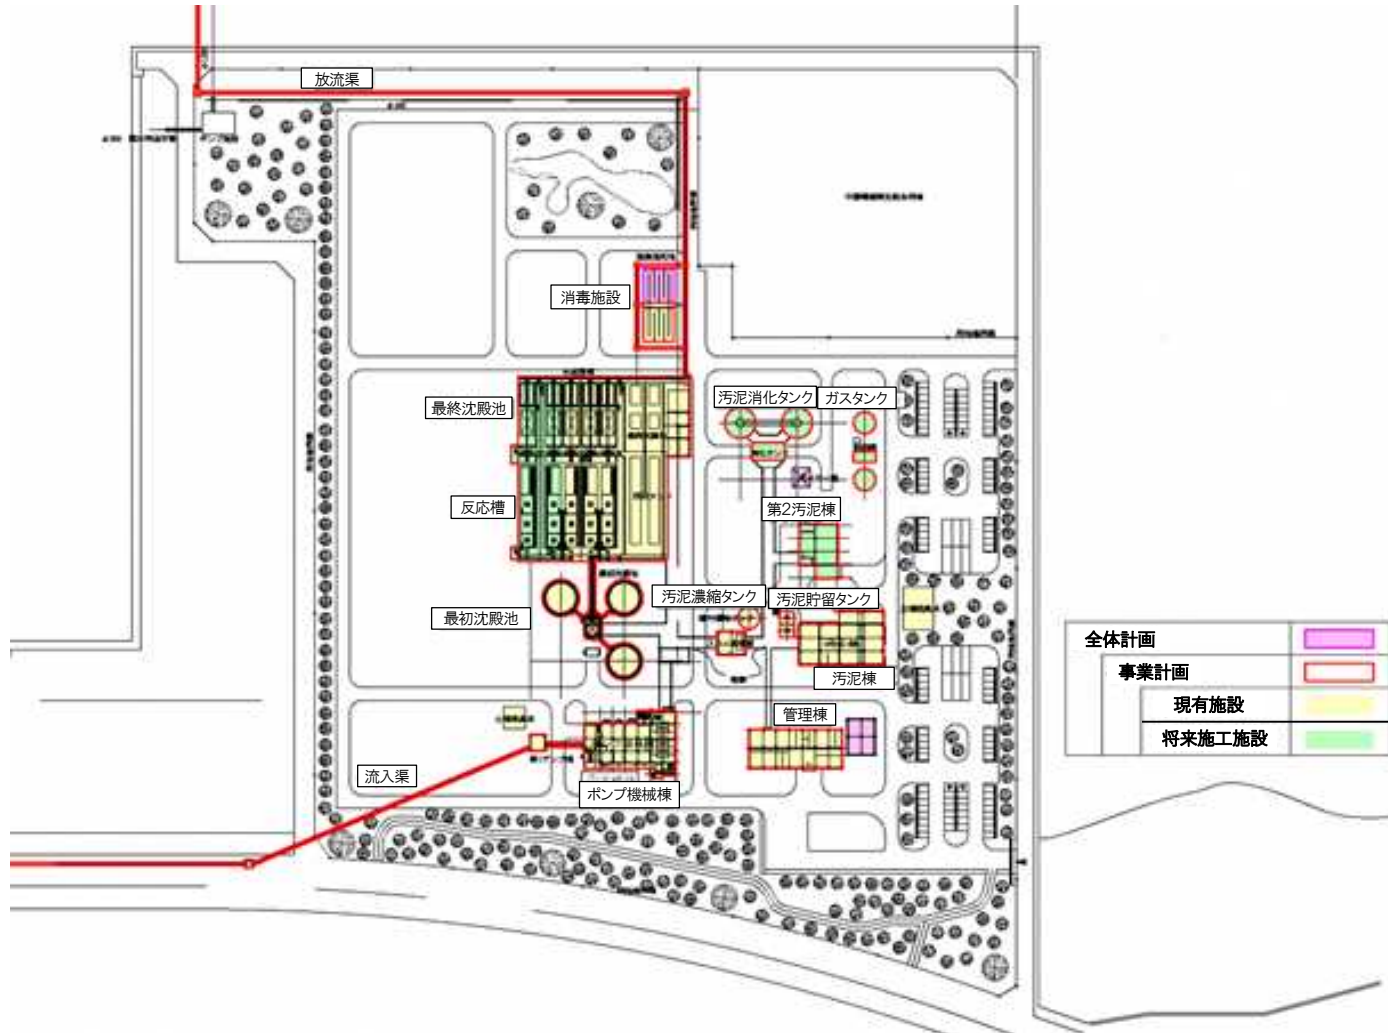 放流渠
消毒施設
最終沈殿池
汚泥消化タンク
ガスタンク
反応槽
第2汚泥棟
最初沈殿池
汚泥濃縮タンク
汚泥貯留タンク
汚泥棟
管理棟
流入渠
ポンプ機械棟
全体計画
事業計画
現有施設
将来施工施設